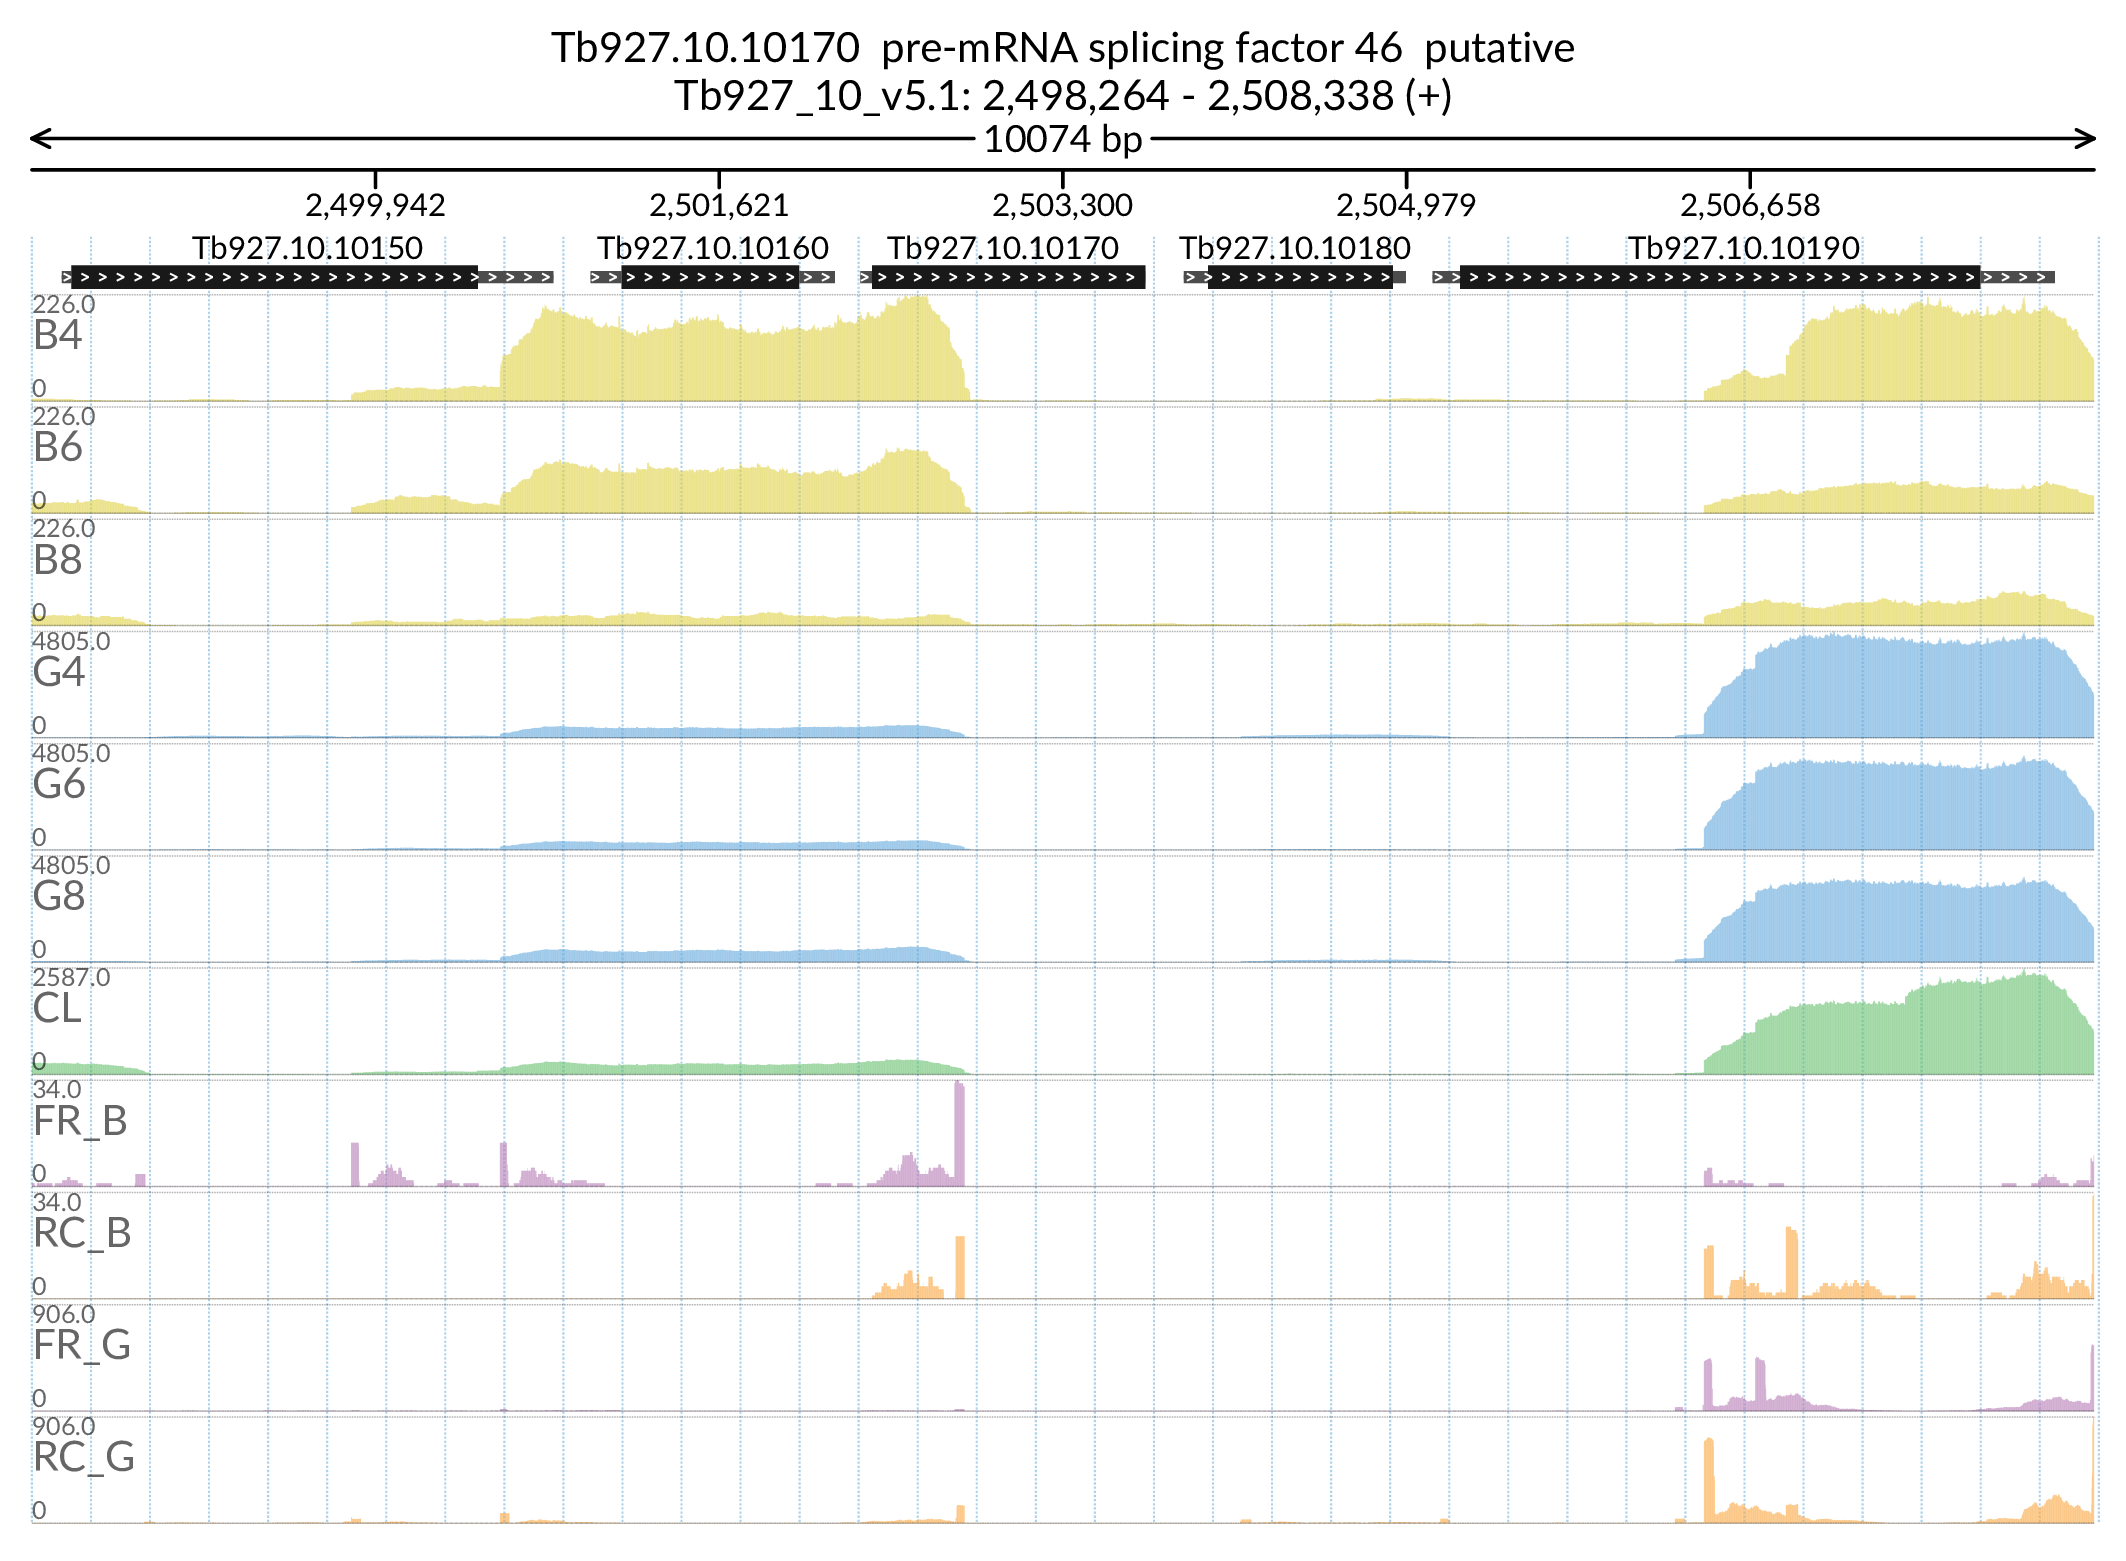 Tb927.10.10170  pre-mRNA splicing factor 46  putative
Tb927_10_v5.1: 2,498,264 - 2,508,338 (+)
10074 bp
2,499,942 2,501,621 2,503,300 2,504,979 2,506,658
Tb927.10.10150 Tb927.10.10160 Tb927.10.10170 Tb927.10.10180 Tb927.10.10190
226.0
B4
0
226.0
B6
0
226.0
B8
0
4805.0
G4
0
4805.0
G6
0
4805.0
G8
0
2587.0
CL
0
34.0
FR_B
0
34.0
RC_B
0
906.0
FR_G
0
906.0
RC_G
0